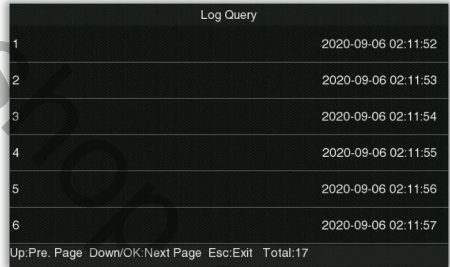 Log Query
1 2020-09-06 02:11:52
2 2020-09-06 02:11:53
3 2020-09-06 02:11:54
4 2020-09-06 02:11:55
5 2020-09-06 02:11:56
6 2020-09-06 02:11:57
Up:Pre. Page Down/OK:Next Page Esc:Exit Total:17